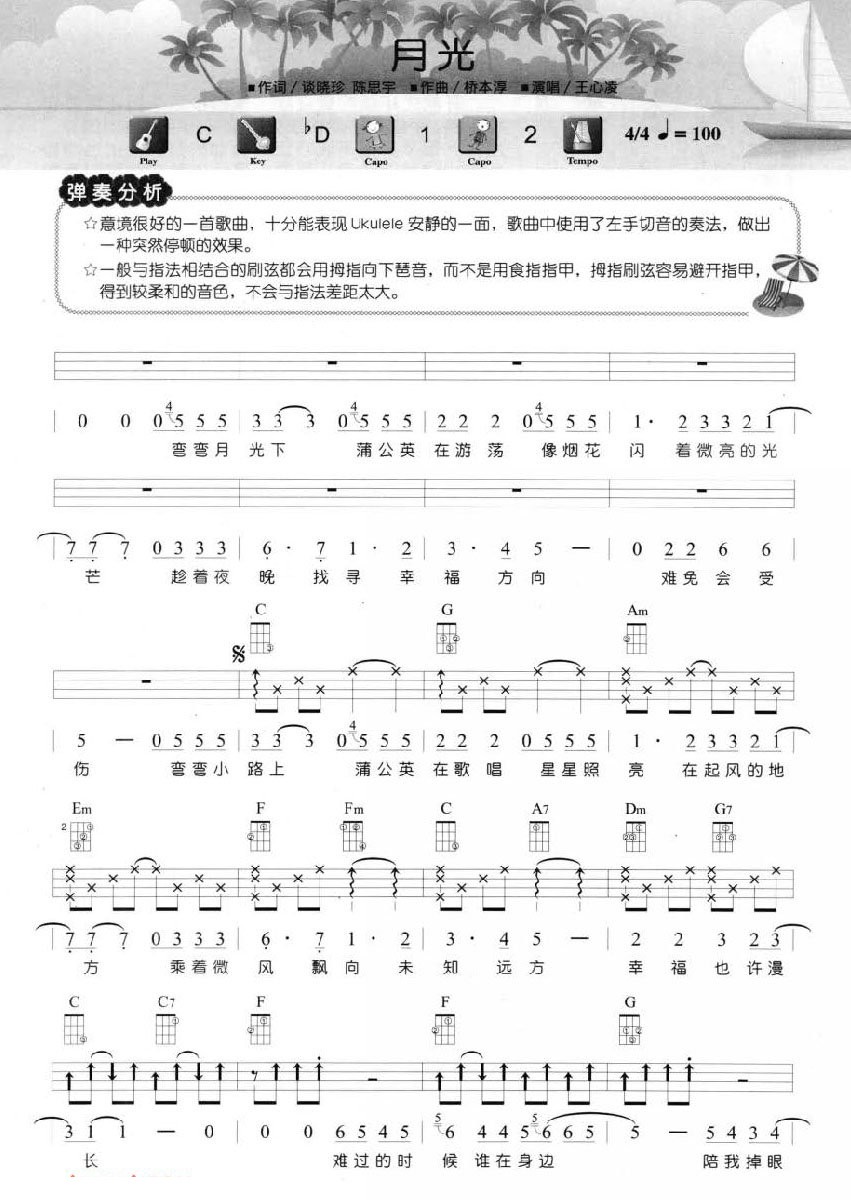 月光
■作词/谈晓珍 陈思宇 ■作曲/桥本淳 ■演唱/王心凌
C ♭D 1 2 4/4 ♩= 100
Play Key Capo Capo Tempo
弹奏分析
☆意境很好的一首歌曲，十分能表现Ukulele安静的一面，歌曲中使用了左手切音的奏法，做出
一种突然停顿的效果。
☆一般与指法相结合的刷弦都会用拇指向下琶音，而不是用食指指甲，拇指刷弦容易避开指甲，
得到较柔和的音色，不会与指法差距太大。
0 0 0 4 5 5 5 | 3 3 3 0 4 5 5 5 | 2 2 2 0 4 5 5 5 | 1· 2 3 3 2 1 |
弯弯月 光下 蒲公英 在游荡 像烟花 闪 着微亮的光
7 7 7 0 3 3 3 | 6· 7 1· 2 | 3· 4 5 — | 0 2 2 6 6 |
芒 趁着夜 晚 找寻 幸 福 方向 难免会受
C G Am
5 — 0 5 5 5 | 3 3 3 0 4 5 5 5 | 2 2 2 0 5 5 5 | 1· 2 3 3 2 1 |
伤 弯弯小 路上 蒲公英 在歌唱 星星照 亮 在起风的地
Em F Fm C A7 Dm G7
2
7 7 7 0 3 3 3 | 6· 7 1· 2 | 3· 4 5 — | 2 2 3 2 3 |
方 乘着微 风 飘向 未 知 远方 幸福也许漫
C C7 F F G
3 1 1 — 0 | 0 0 6 5 4 5 | 5 6 4 4 5 5 6 6 5 | 5 — 5 4 3 4 |
长 难过的时 候 谁在身边 陪我掉眼